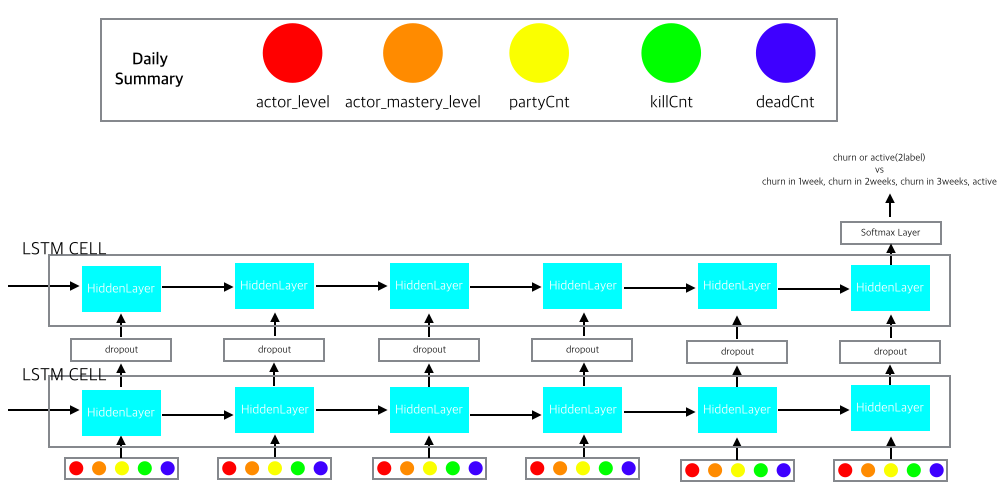 Daily
Summary
actor_level
actor_mastery_level
partyCnt
killCnt
deadCnt
churn or active(2label)
vs
churn in 1week, churn in 2weeks, churn in 3weeks, active
Softmax Layer
LSTM CELL
HiddenLayer
HiddenLayer
HiddenLayer
HiddenLayer
HiddenLayer
HiddenLayer
dropout
dropout
dropout
dropout
dropout
dropout
LSTM CELL
HiddenLayer
HiddenLayer
HiddenLayer
HiddenLayer
HiddenLayer
HiddenLayer